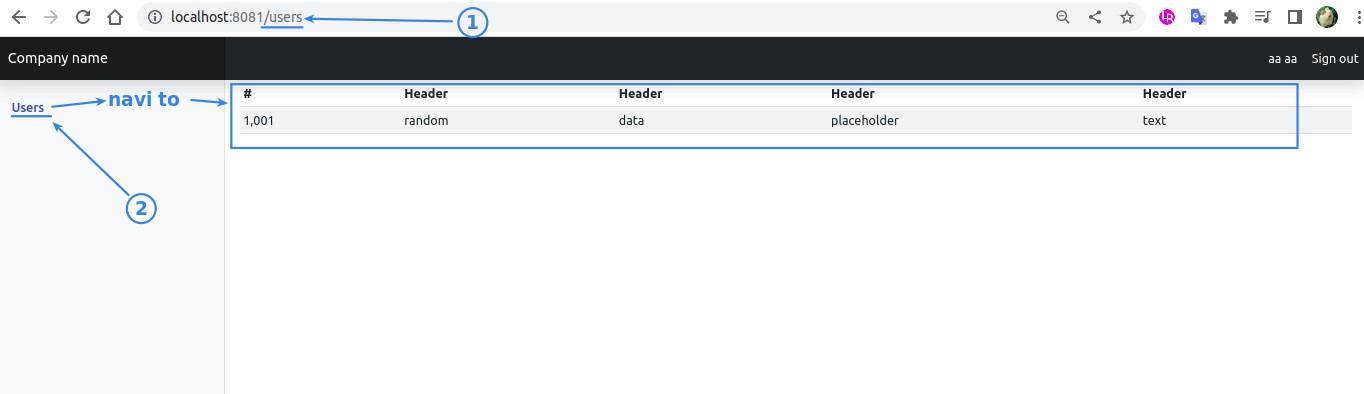 localhost:8081/users
1
LR
G
Company name
aa aa Sign out
Users
navi to
# Header Header Header Header
1,001 random data placeholder text
2